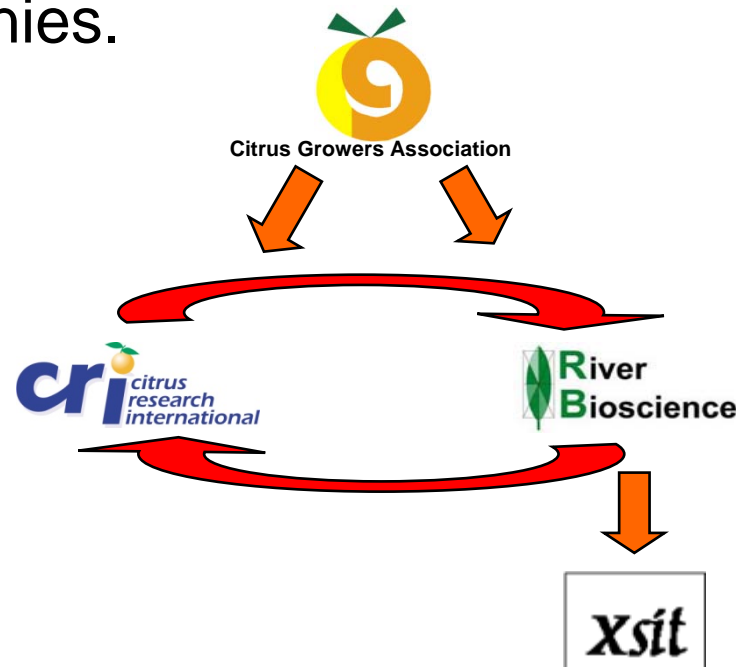 nies.
Citrus Growers Association
cri citrus
research
international
River
Bioscience
xsit